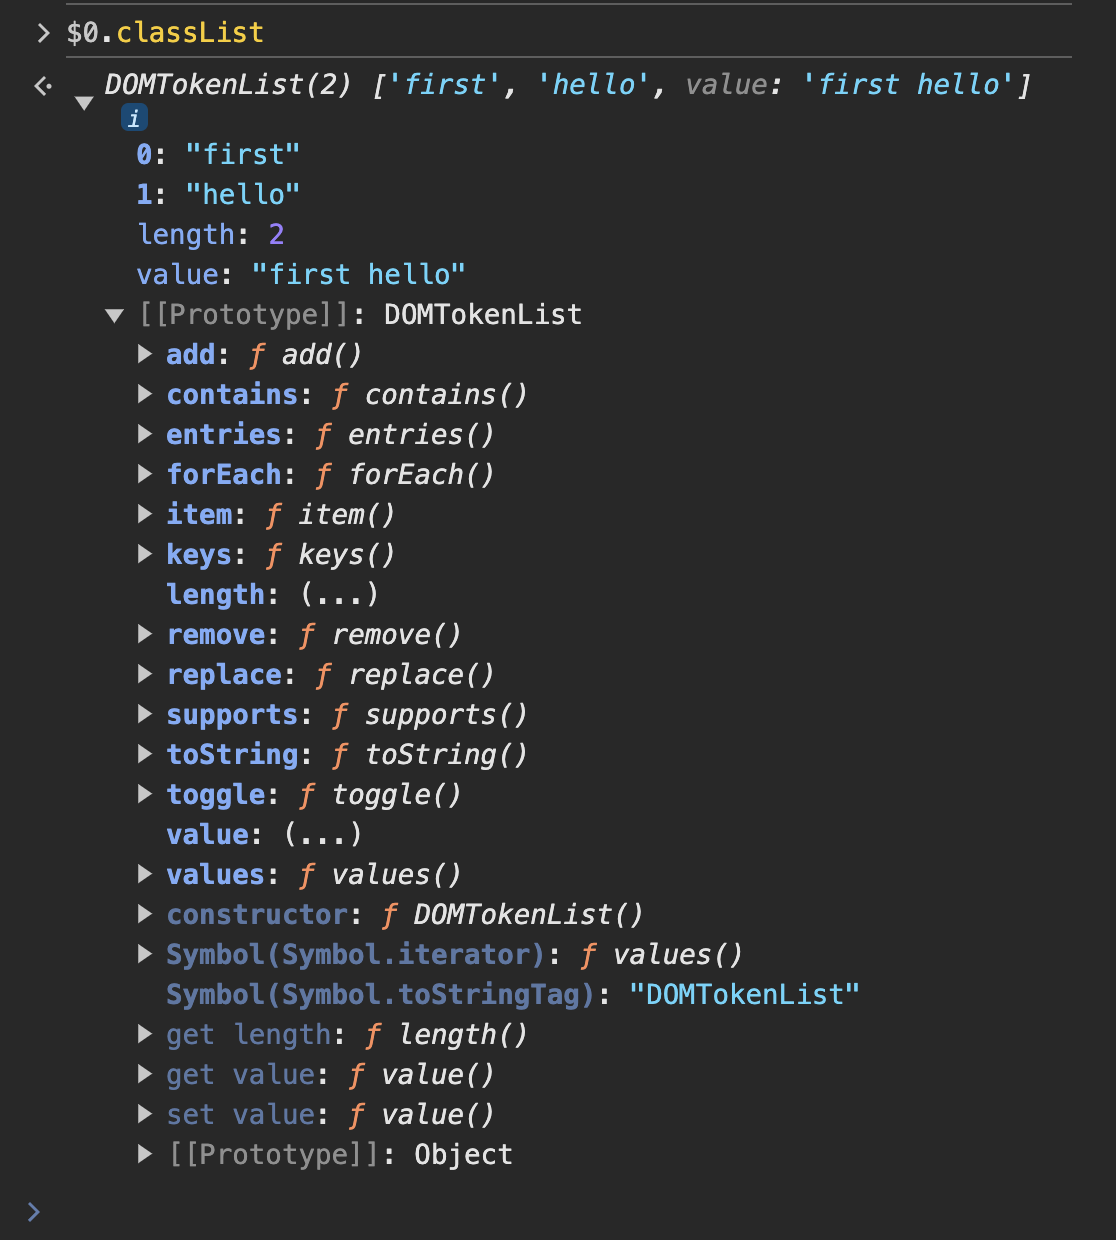 > $0.classList
DOMTokenList(2) ['first', 'hello', value: 'first hello']
i
0: "first"
1: "hello"
length: 2
value: "first hello"
[[Prototype]]: DOMTokenList
add: ƒ add()
contains: ƒ contains()
entries: ƒ entries()
forEach: ƒ forEach()
item: ƒ item()
keys: ƒ keys()
length: (...)
remove: ƒ remove()
replace: ƒ replace()
supports: ƒ supports()
toString: ƒ toString()
toggle: ƒ toggle()
value: (...)
values: ƒ values()
constructor: ƒ DOMTokenList()
Symbol(Symbol.iterator): ƒ values()
Symbol(Symbol.toStringTag): "DOMTokenList"
get length: ƒ length()
get value: ƒ value()
set value: ƒ value()
[[Prototype]]: Object
>